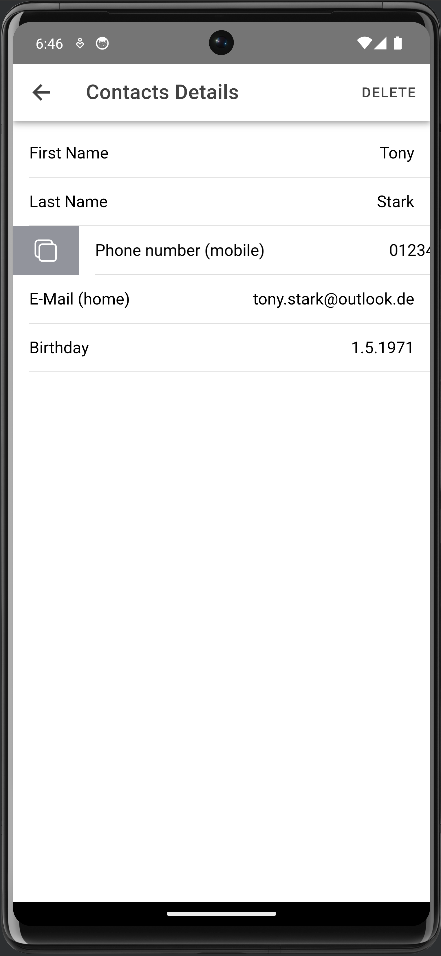 6:46
Contacts Details DELETE
First Name Tony
Last Name Stark
Phone number (mobile) 01234
E-Mail (home) tony.stark@outlook.de
Birthday 1.5.1971